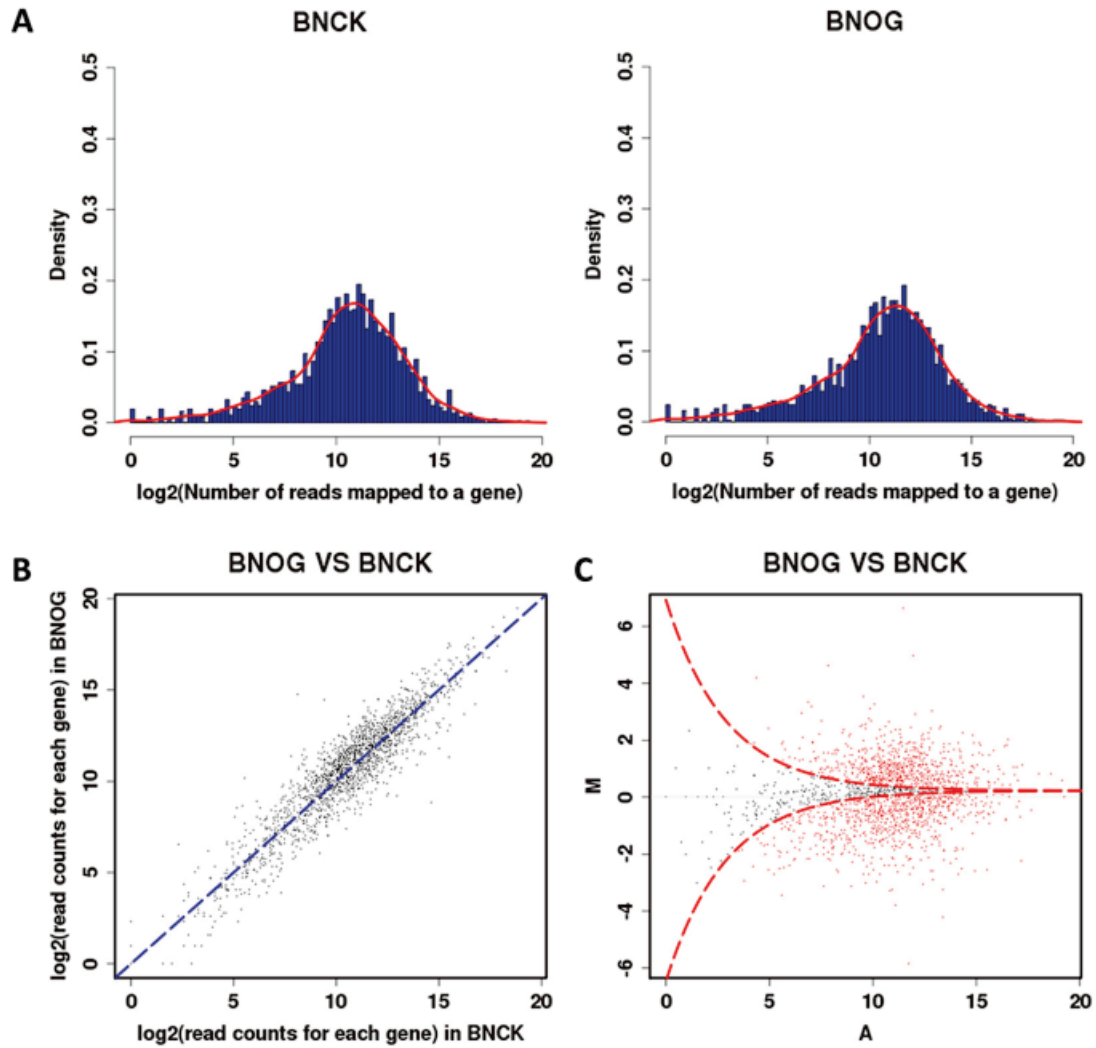 A
BNCK
BNOG
Density
0.0 0.1 0.2 0.3 0.4 0.5
0 5 10 15 20
log2(Number of reads mapped to a gene)
Density
0.0 0.1 0.2 0.3 0.4 0.5
0 5 10 15 20
log2(Number of reads mapped to a gene)
B
BNOG VS BNCK
log2(read counts for each gene) in BNOG
0 5 10 15 20
0 5 10 15 20
log2(read counts for each gene) in BNCK
C
BNOG VS BNCK
M
-6 -4 -2 0 2 4 6
0 5 10 15 20
A